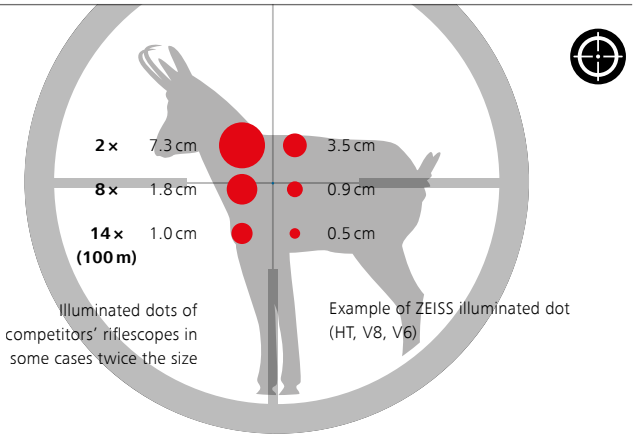 2× 7.3 cm 3.5 cm
8× 1.8 cm 0.9 cm
14× 1.0 cm 0.5 cm
(100 m)
Illuminated dots of
competitors’ riflescopes in
some cases twice the size
Example of ZEISS illuminated dot
(HT, V8, V6)